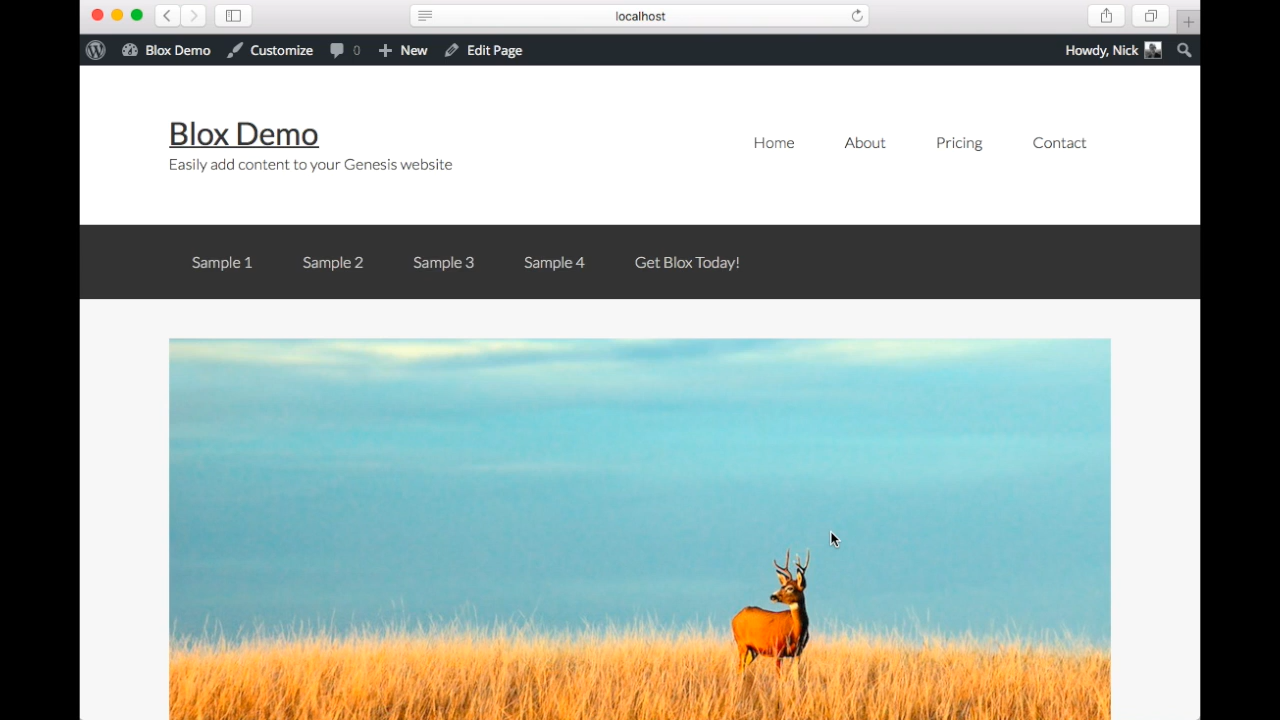 localhost
Blox Demo Customize 0 New Edit Page Howdy, Nick
Blox Demo
Easily add content to your Genesis website
Home About Pricing Contact
Sample 1 Sample 2 Sample 3 Sample 4 Get Blox Today!